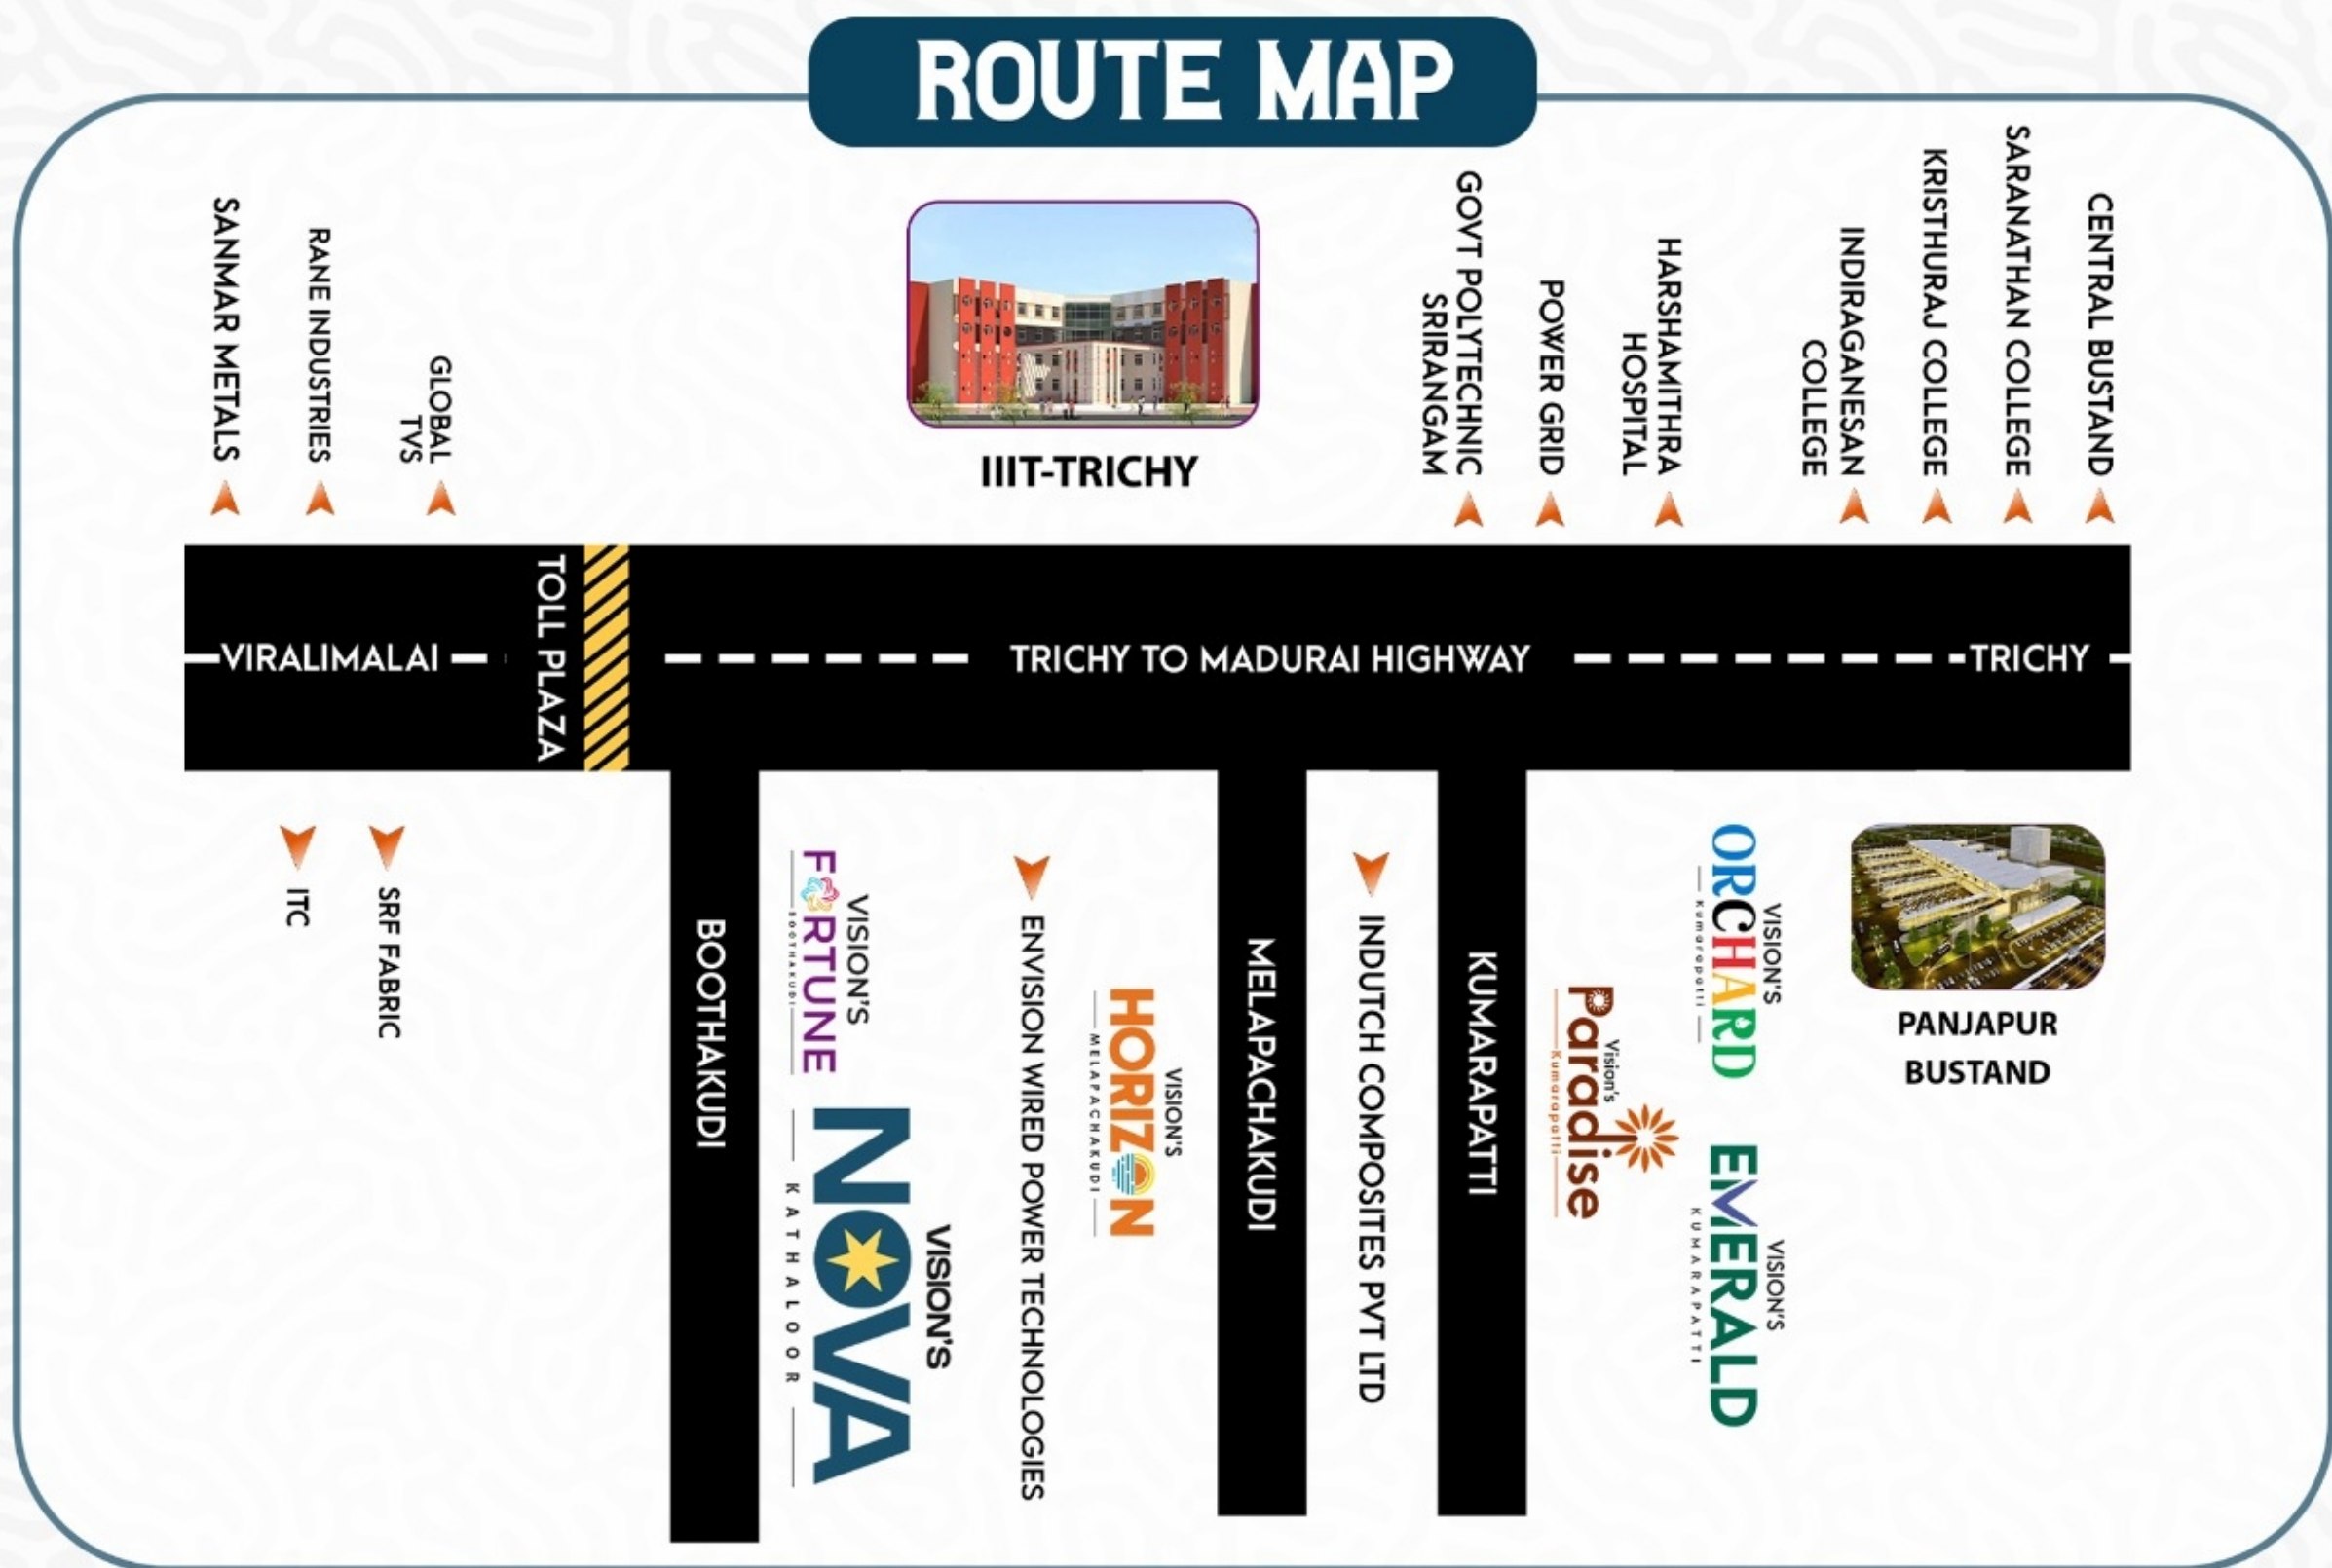 ROUTE MAP
SANMAR METALS
RANE INDUSTRIES
GLOBAL
TVS
IIIT-TRICHY
GOVT POLYTECHNIC
SRIRANGAM
POWER GRID
HARSHAMITHRA
HOSPITAL
INDIRAGANESAN
COLLEGE
KRISTHURAJ COLLEGE
SARANATHAN COLLEGE
CENTRAL BUSTAND
VIRALIMALAI
TOLL PLAZA
TRICHY TO MADURAI HIGHWAY
TRICHY
ITC
SRF FABRIC
BOOTHAKUDI
VISION'S
FORTUNE
BOOTHAKUDI
VISION'S
NOVA
KATHALOOR
ENVISION WIRED POWER TECHNOLOGIES
VISION'S
HORIZON
MELAPACHAKUDI
MELAPACHAKUDI
INDUTCH COMPOSITES PVT LTD
KUMARAPATTI
Vision's
Paradise
Kumarapatti
VISION'S
ORCHARD
Kumarapatti
VISION'S
EMERALD
KUMARAPATTI
PANJAPUR
BUSTAND